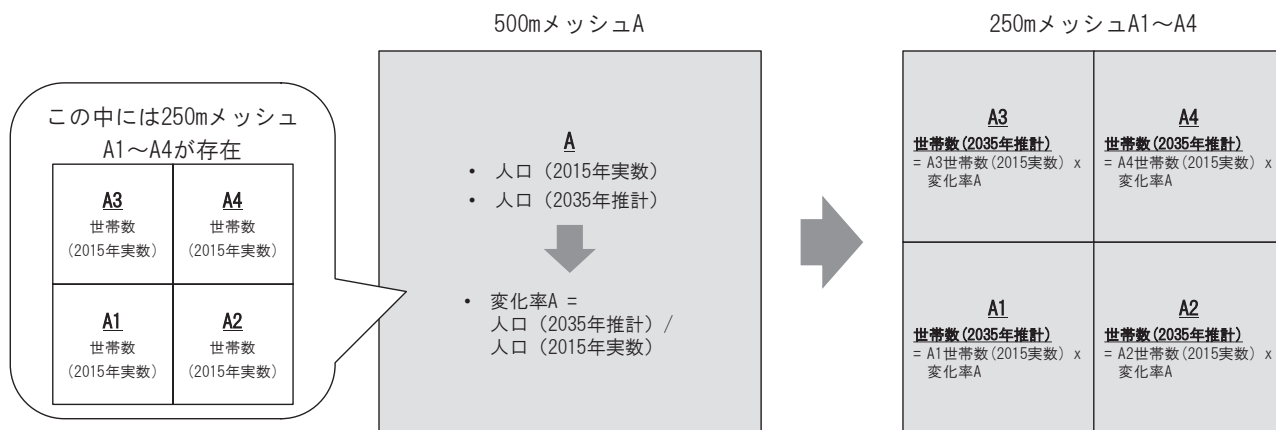 500mメッシュA
250mメッシュA1～A4
この中には250mメッシュ
A1～A4が存在
A3
世帯数
(2015年実数)
A4
世帯数
(2015年実数)
A1
世帯数
(2015年実数)
A2
世帯数
(2015年実数)
A
• 人口（2015年実数）
• 人口（2035年推計）
• 変化率A =
人口（2035年推計）/
人口（2015年実数）
A3
世帯数(2035年推計)
= A3世帯数(2015実数) x
変化率A
A4
世帯数(2035年推計)
= A4世帯数(2015実数) x
変化率A
A1
世帯数(2035年推計)
= A1世帯数(2015実数) x
変化率A
A2
世帯数(2035年推計)
= A2世帯数(2015実数) x
変化率A